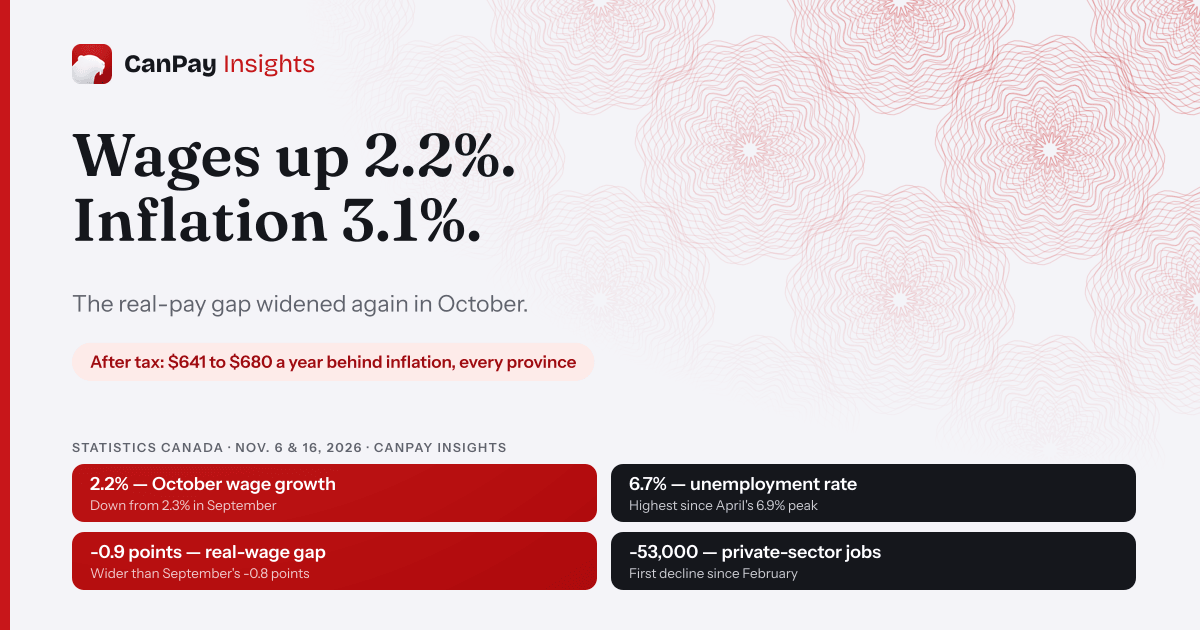 CanPay Insights
Wages up 2.2%.
Inflation 3.1%.
The real-pay gap widened again in October.
After tax: $641 to $680 a year behind inflation, every province
STATISTICS CANADA · NOV. 6 & 16, 2026 · CANPAY INSIGHTS
2.2% — October wage growth
Down from 2.3% in September
6.7% — unemployment rate
Highest since April's 6.9% peak
-0.9 points — real-wage gap
Wider than September's -0.8 points
-53,000 — private-sector jobs
First decline since February